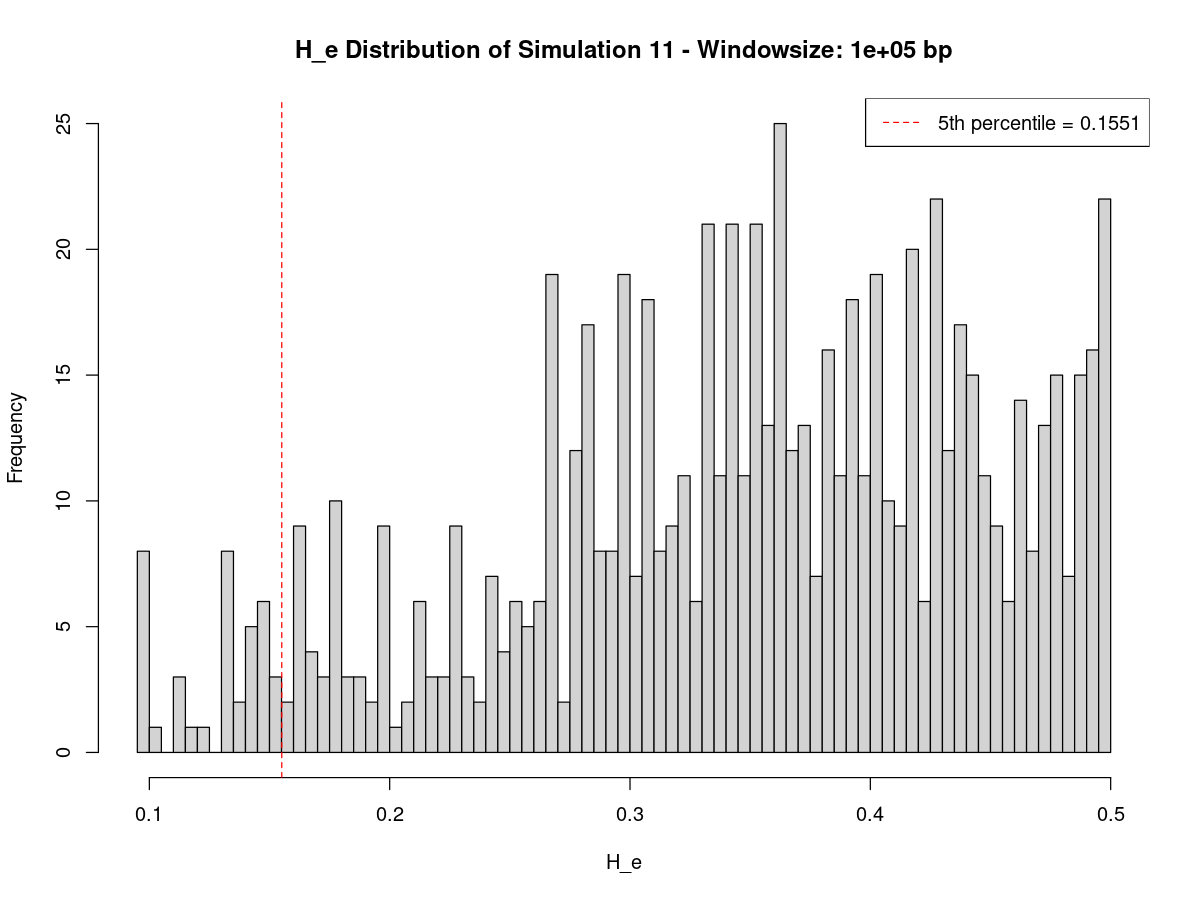 H_e Distribution of Simulation 11 - Windowsize: 1e+05 bp
5th percentile = 0.1551
25
20
15
10
5
0
Frequency
0.1 0.2 0.3 0.4 0.5
H_e